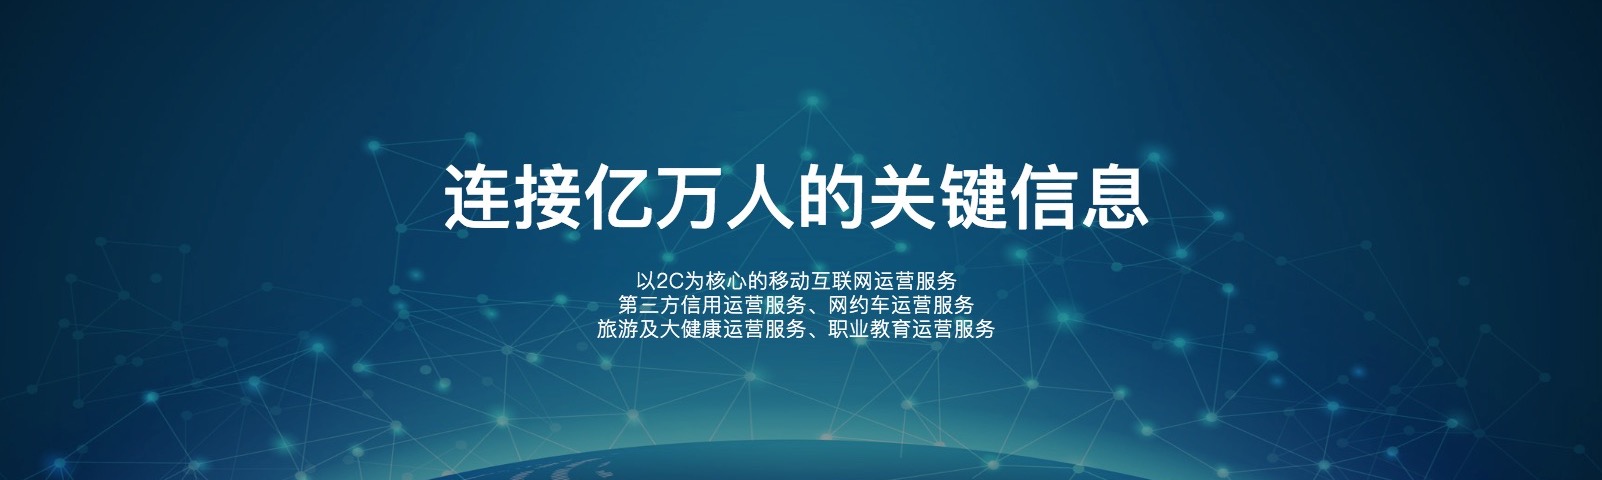 连接亿万人的关键信息
以2C为核心的移动互联网运营服务
第三方信用运营服务、网约车运营服务
旅游及大健康运营服务、职业教育运营服务